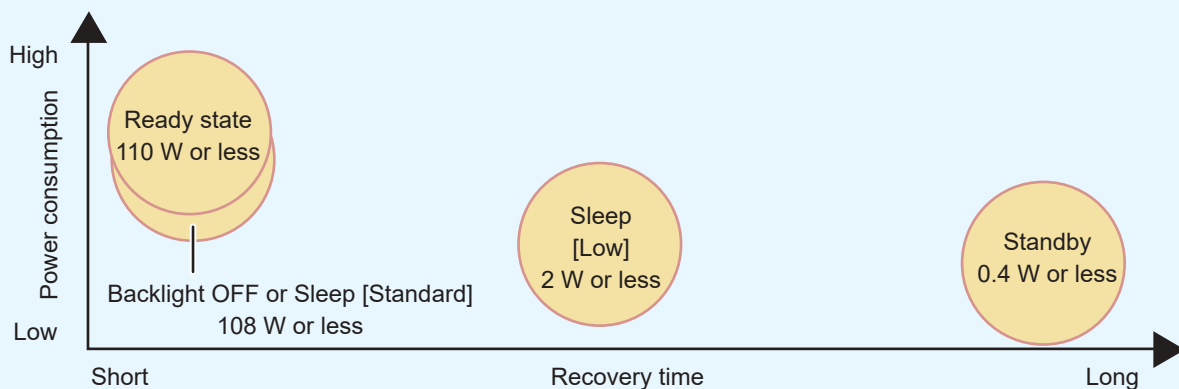 High
Power consumption
Low
Ready state
110 W or less
Backlight OFF or Sleep [Standard]
108 W or less
Sleep
[Low]
2 W or less
Standby
0.4 W or less
Short
Recovery time
Long